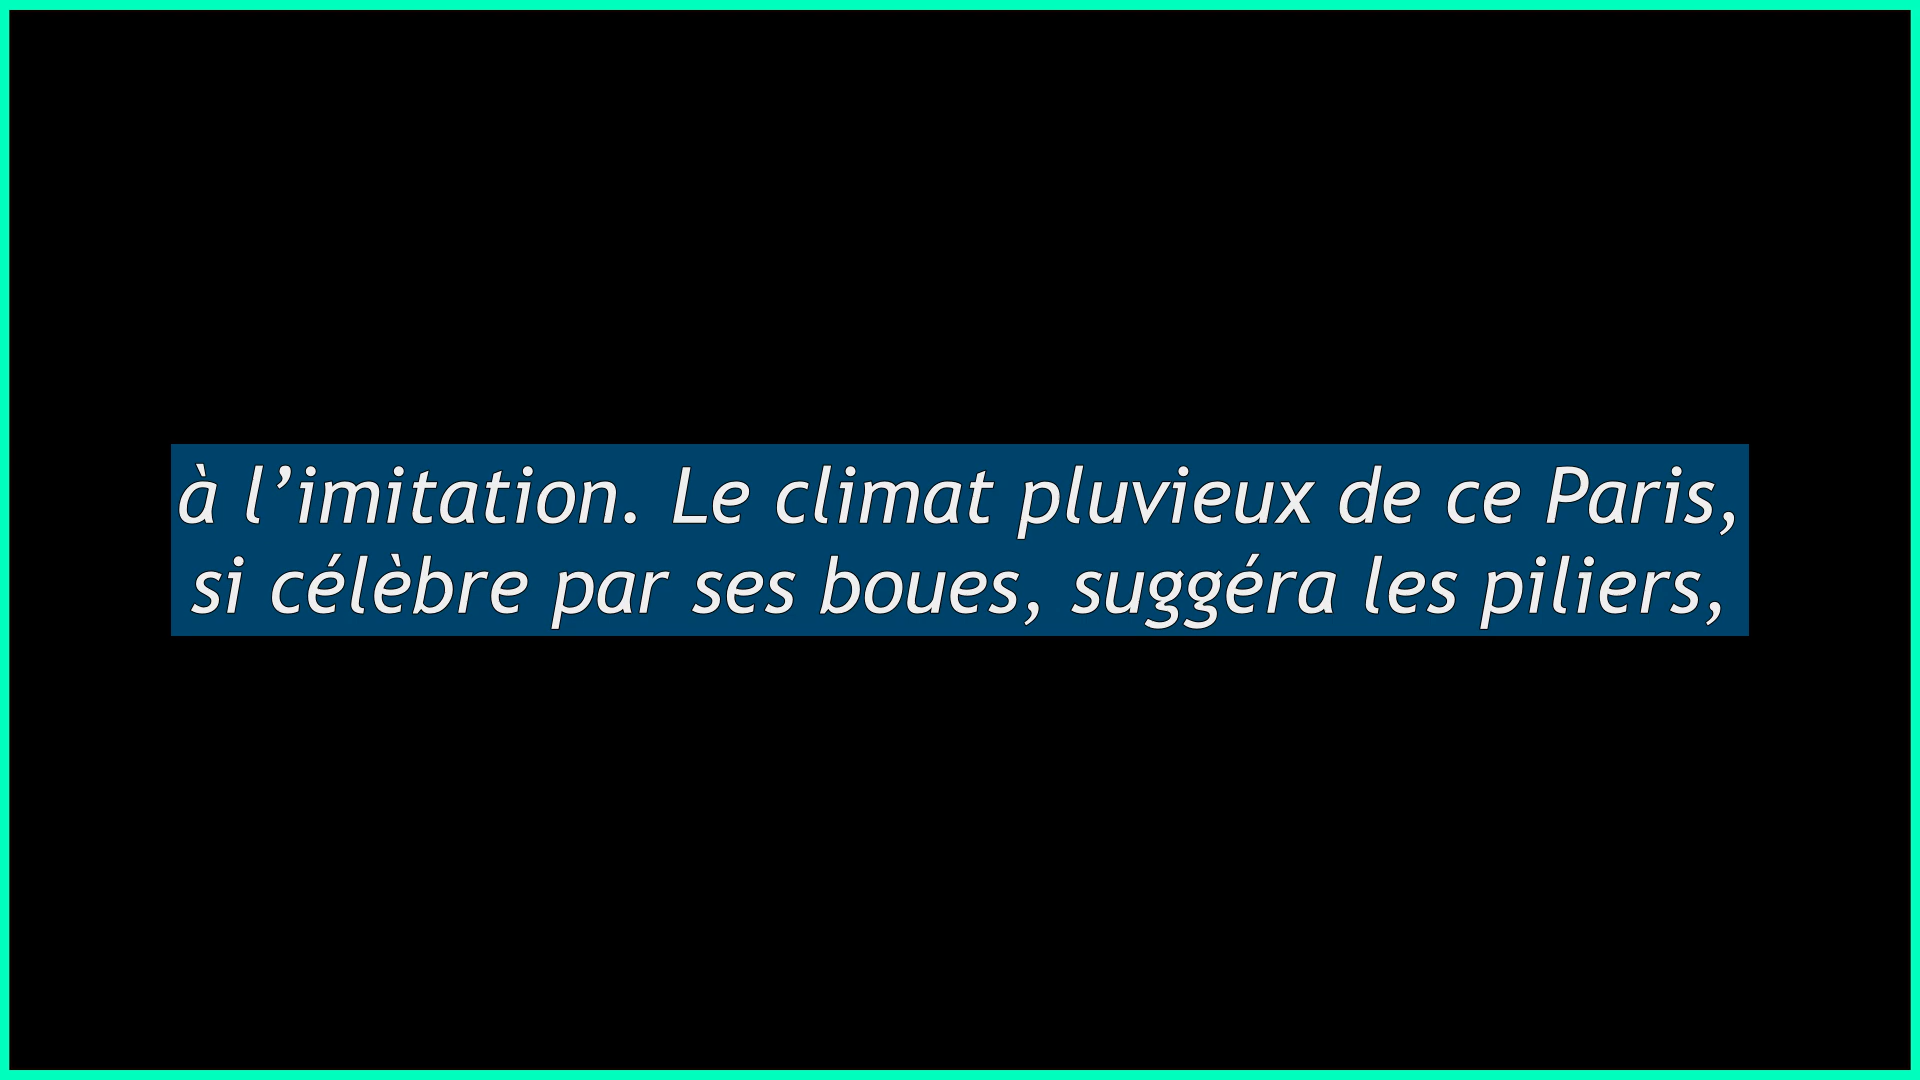 à l’imitation. Le climat pluvieux de ce Paris,
si célèbre par ses boues, suggéra les piliers,